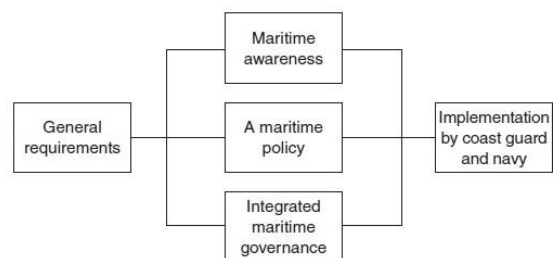 Maritime
awareness
General
requirements
A maritime
policy
Implementation
by coast guard
and navy
Integrated
maritime
governance